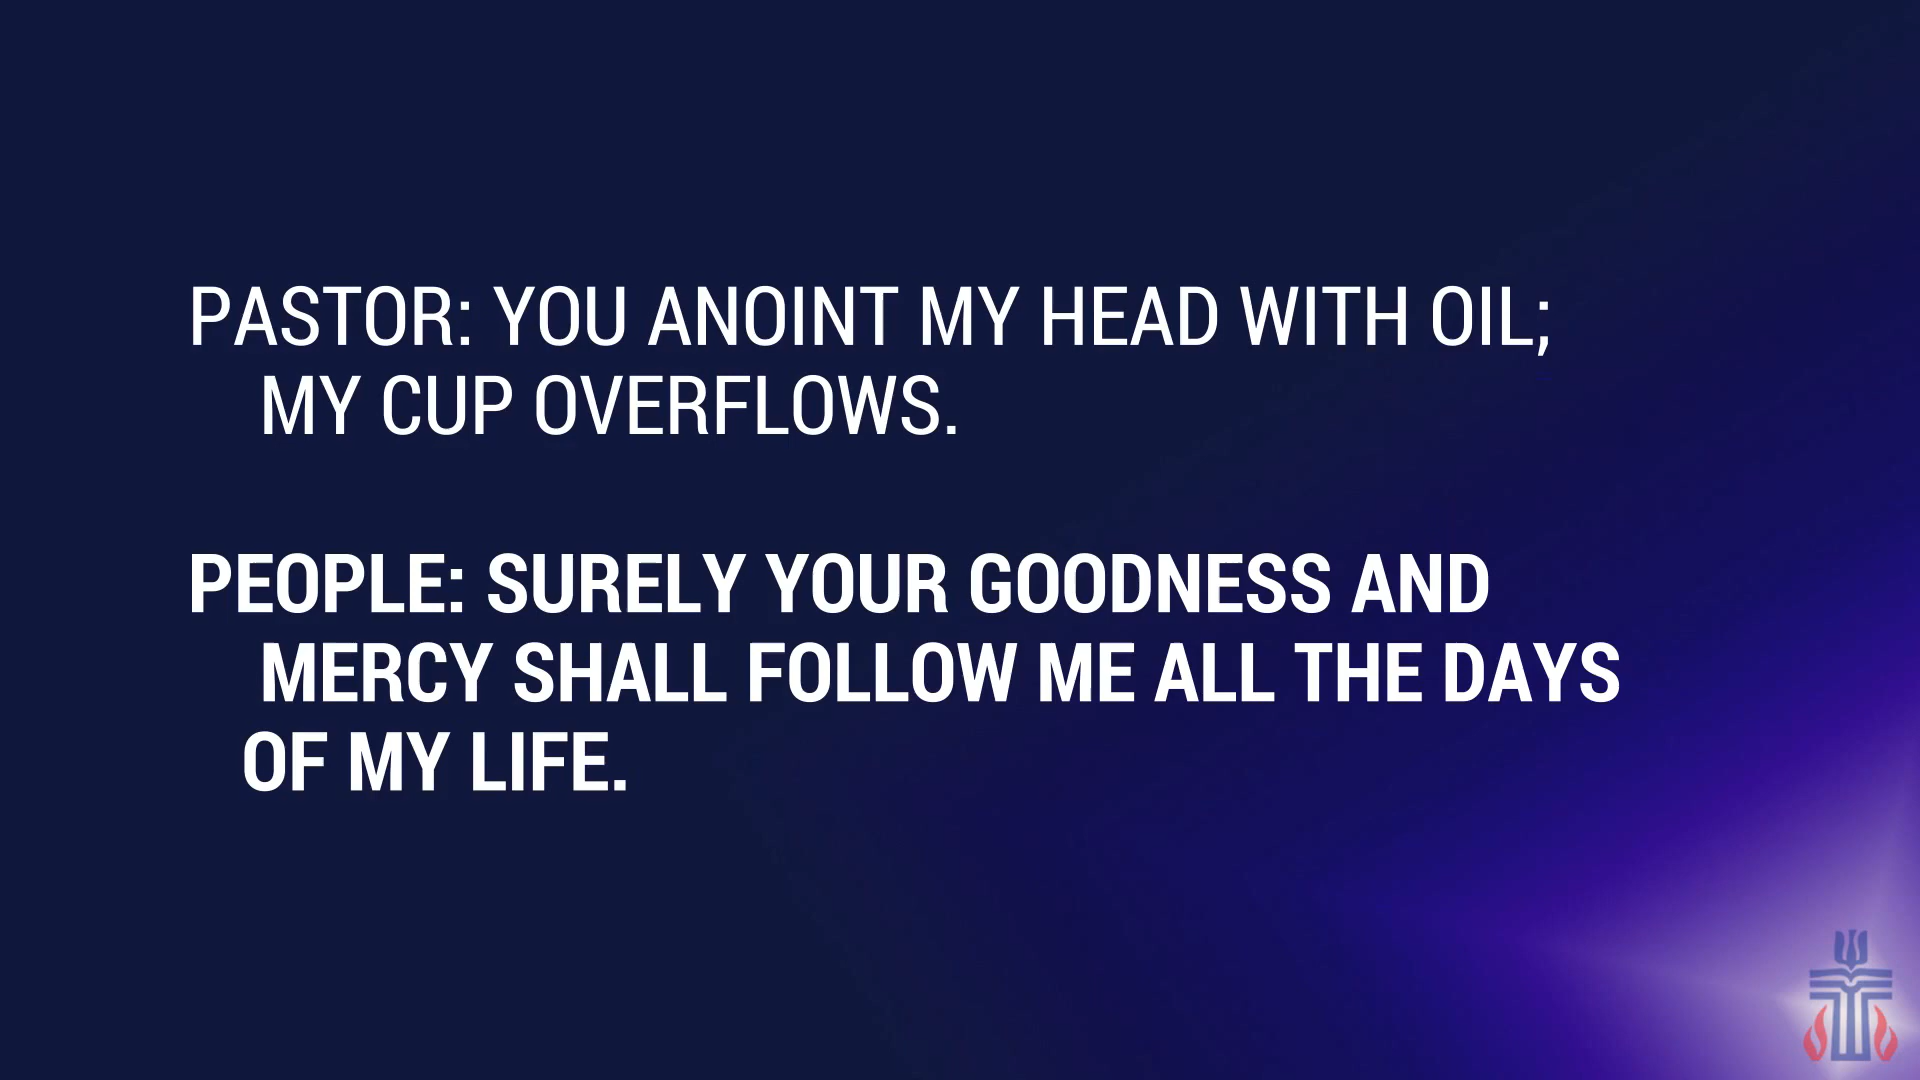 PASTOR: YOU ANOINT MY HEAD WITH OIL;
MY CUP OVERFLOWS.
PEOPLE: SURELY YOUR GOODNESS AND
MERCY SHALL FOLLOW ME ALL THE DAYS
OF MY LIFE.